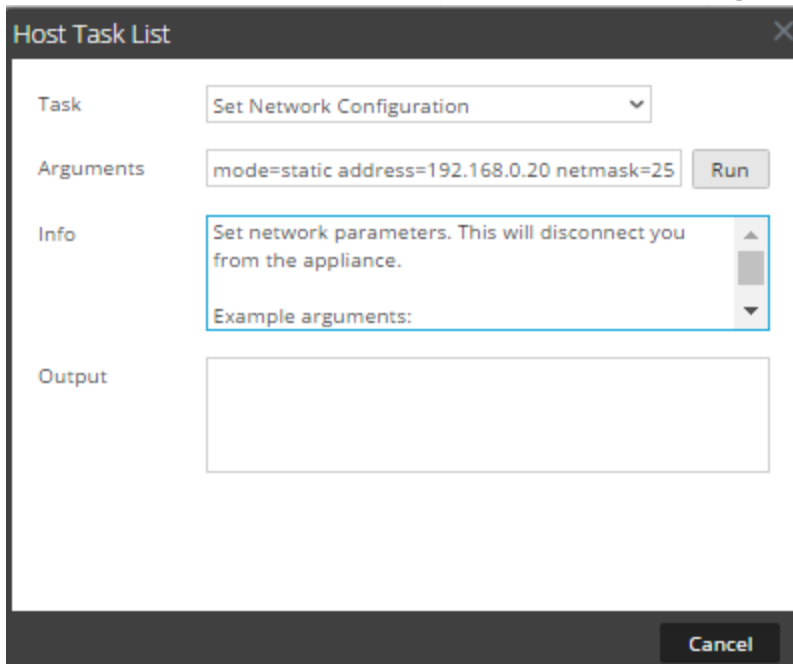 Host Task List
Task
Set Network Configuration
Arguments
mode=static address=192.168.0.20 netmask=25
Run
Info
Set network parameters. This will disconnect you
from the appliance.
Example arguments:
Output
Cancel